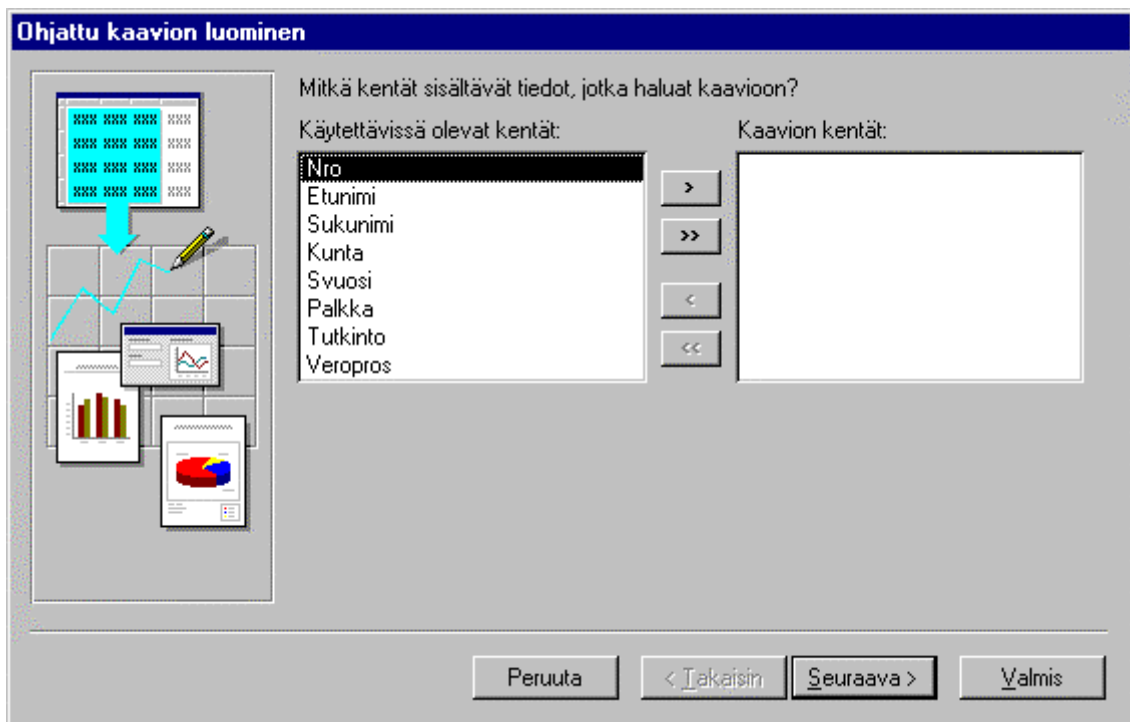 Ohjattu kaavion luominen
Mitkä kentät sisältävät tiedot, jotka haluat kaavioon?
Käytettävissä olevat kentät:
Kaavion kentät:
Nro
Etunimi
Sukunimi
Kunta
Svuosi
Palkka
Tutkinto
Veropros
>
>>
<
<<
Peruuta
< Takaisin
Seuraava >
Valmis